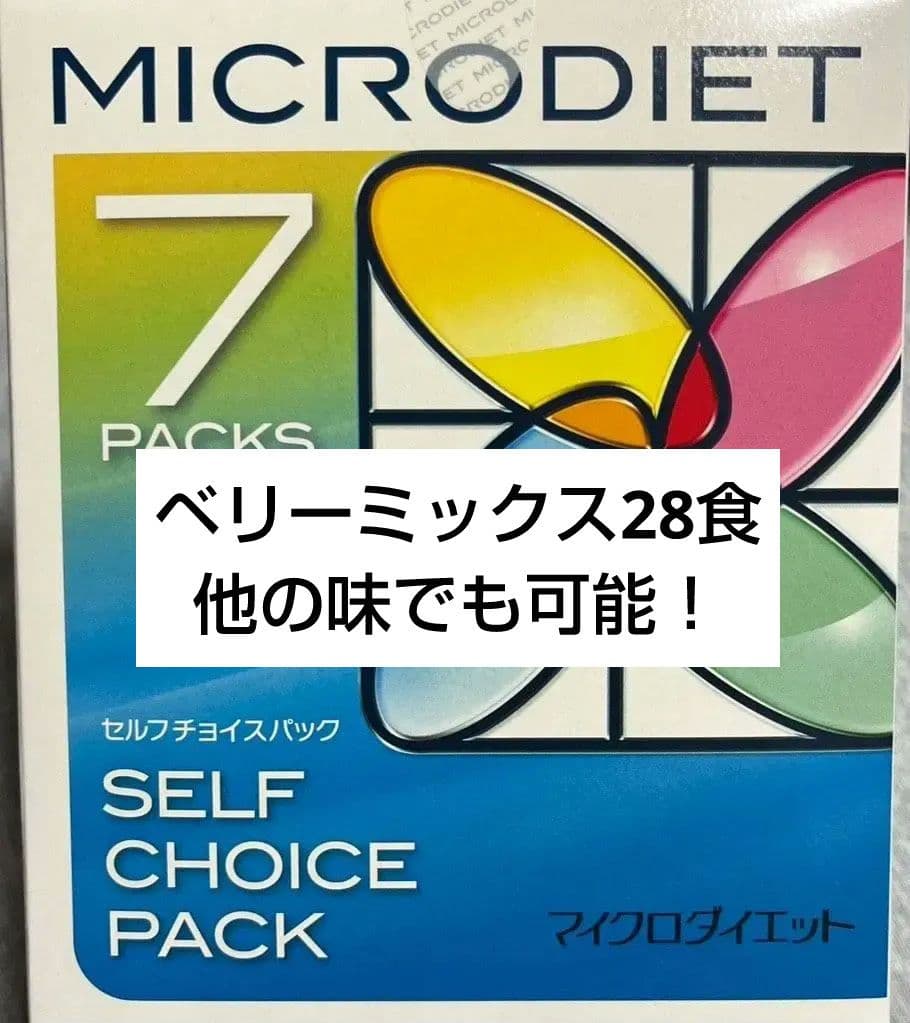 MICRODIET
7
PACKS
ベリーミックス28食
他の味でも可能！
セルフチョイスパック
SELF
CHOICE
PACK
マイクロダイエット